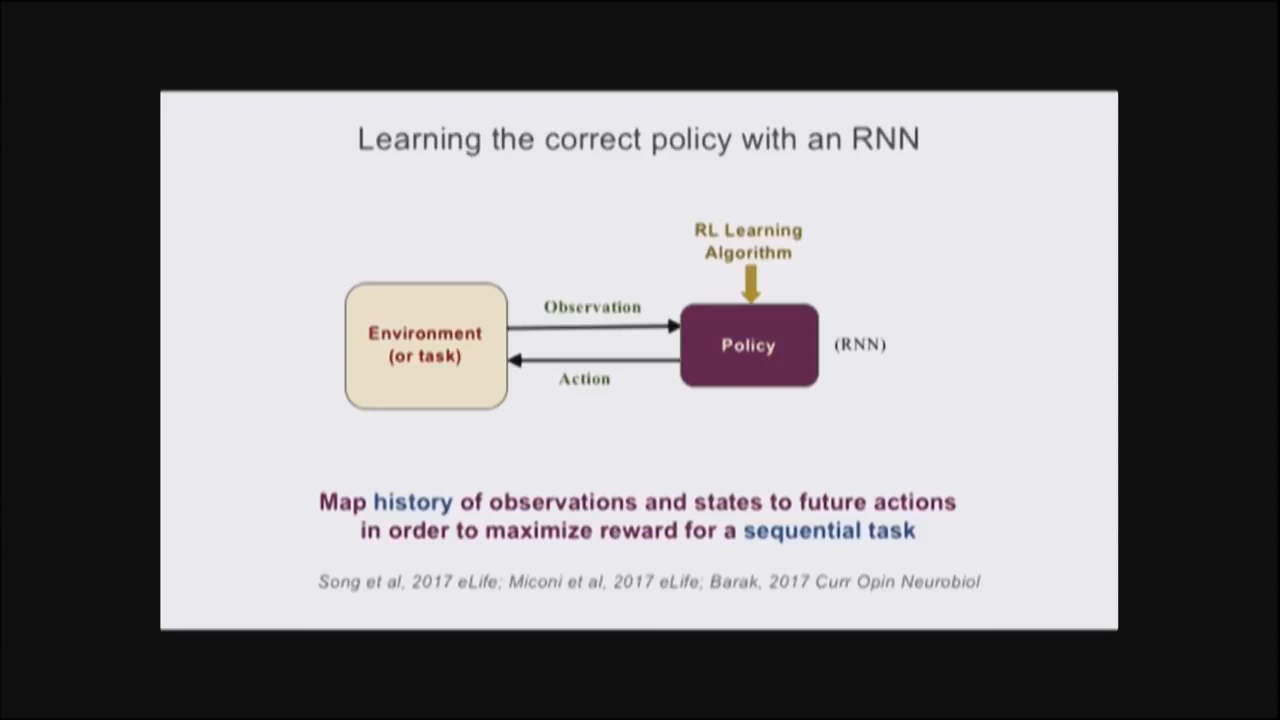 Learning the correct policy with an RNN
RL Learning
Algorithm
Observation
Environment
(or task)
Policy
(RNN)
Action
Map history of observations and states to future actions
in order to maximize reward for a sequential task
Song et al, 2017 eLife; Miconi et al, 2017 eLife; Barak, 2017 Curr Opin Neurobiol